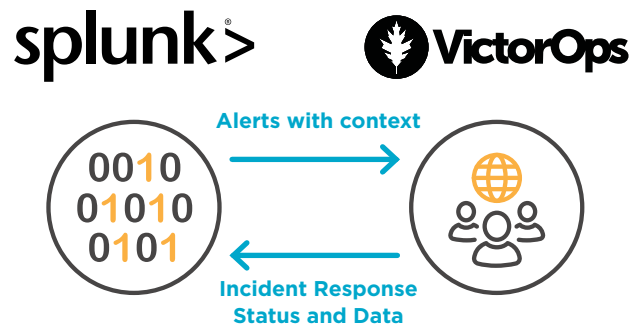 splunk>®
VictorOps
Alerts with context
0010
01010
0101
Incident Response
Status and Data